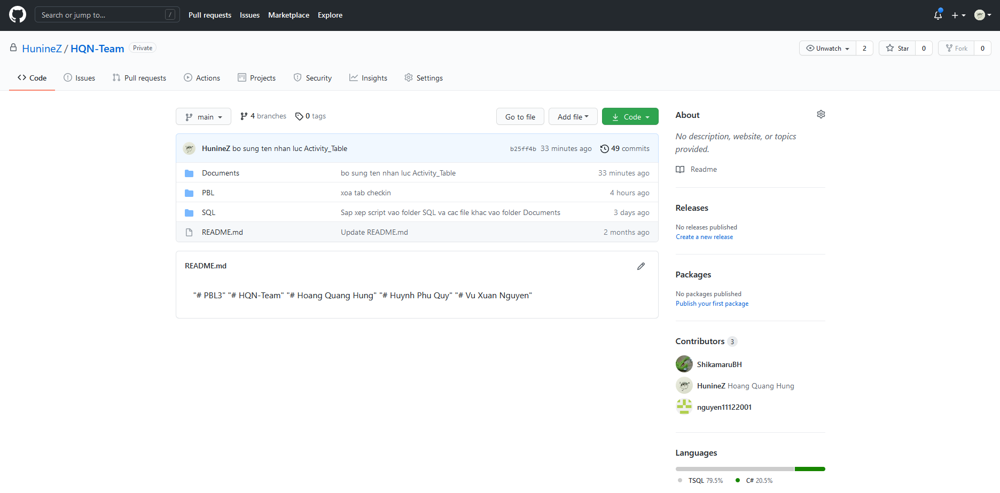 Search or jump to... /
Pull requests Issues Marketplace Explore
HunineZ / HQN-Team Private
Unwatch 2 Star 0 Fork 0
Code Issues Pull requests Actions Projects Security Insights Settings
main 4 branches 0 tags
Go to file Add file Code
HunineZ bo sung ten nhan luc Activity_Table b25ff4b 33 minutes ago 49 commits
Documents bo sung ten nhan luc Activity_Table 33 minutes ago
PBL xoa tab checkin 4 hours ago
SQL Sap xep script vao folder SQL va cac file khac vao folder Documents 3 days ago
README.md Update README.md 2 months ago
README.md
"# PBL3" "# HQN-Team" "# Hoang Quang Hung" "# Huynh Phu Quy" "# Vu Xuan Nguyen"
About
No description, website, or topics
provided.
Readme
Releases
No releases published
Create a new release
Packages
No packages published
Publish your first package
Contributors 3
ShikamaruBH
HunineZ Hoang Quang Hung
nguyen11122001
Languages
TSQL 79.5% C# 20.5%